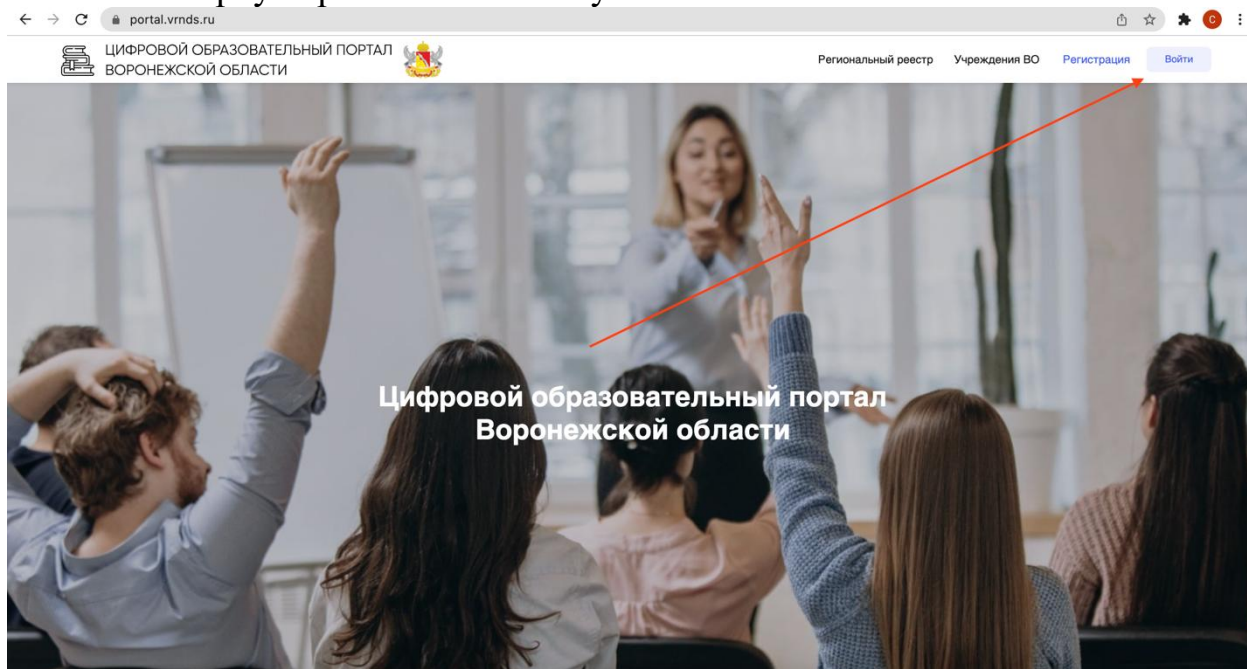 portal.vrnds.ru
ЦИФРОВОЙ ОБРАЗОВАТЕЛЬНЫЙ ПОРТАЛ
ВОРОНЕЖСКОЙ ОБЛАСТИ
Региональный реестр Учреждения ВО Регистрация Войти
C
Цифровой образовательный портал
Воронежской области